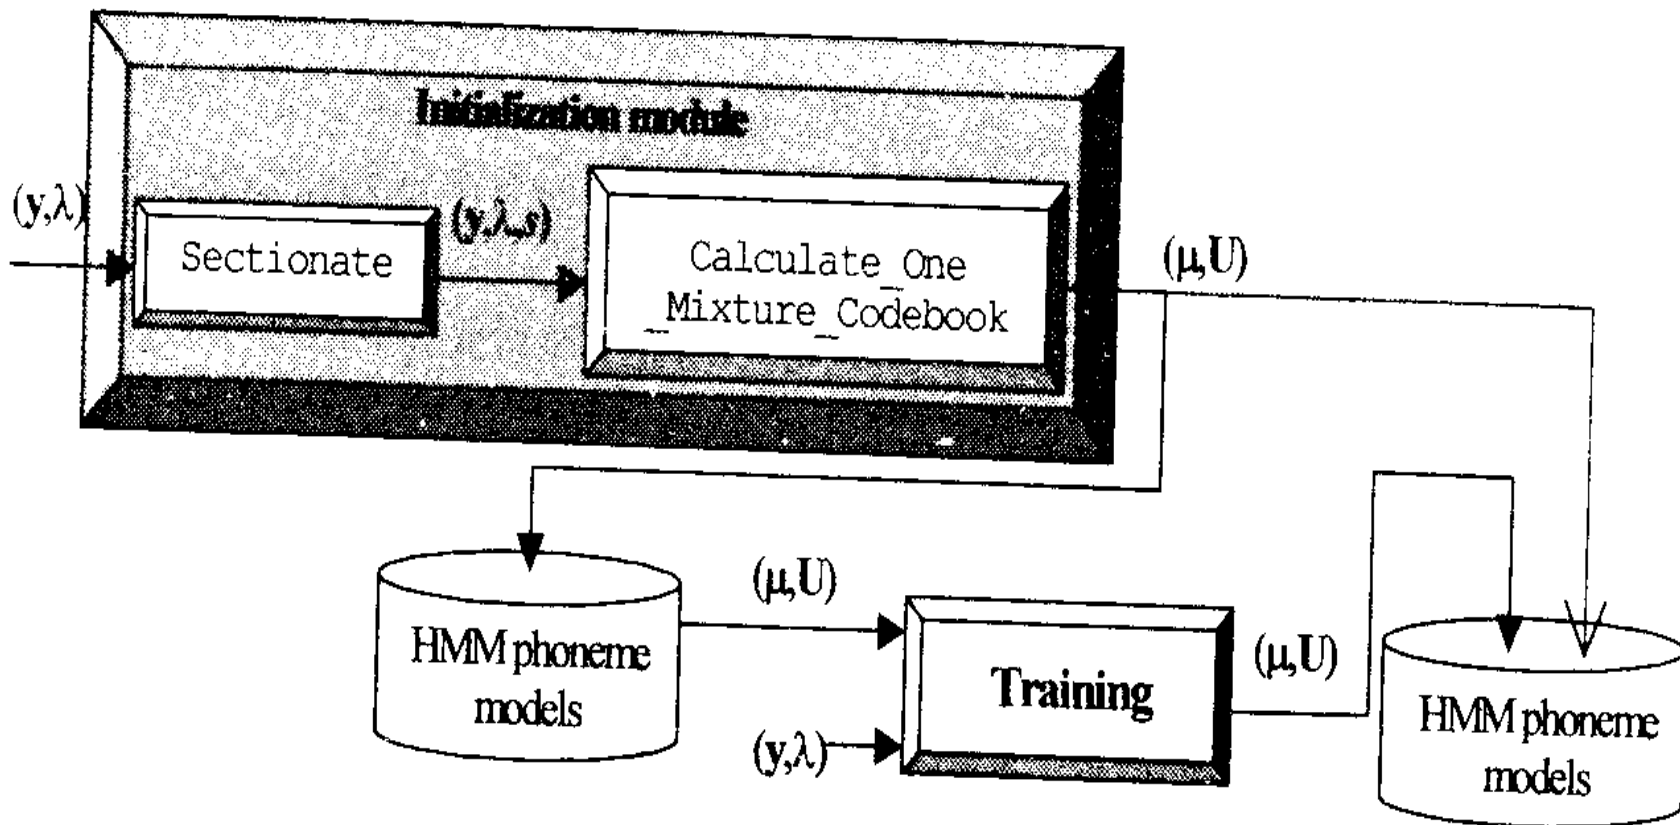 Initialization module
(y,λ)
Sectionate
(y,λ,s)
Calculate_One
_Mixture_Codebook
(μ,U)
HMM phoneme
models
(μ,U)
(y,λ)
Training
(μ,U)
HMM phoneme
models